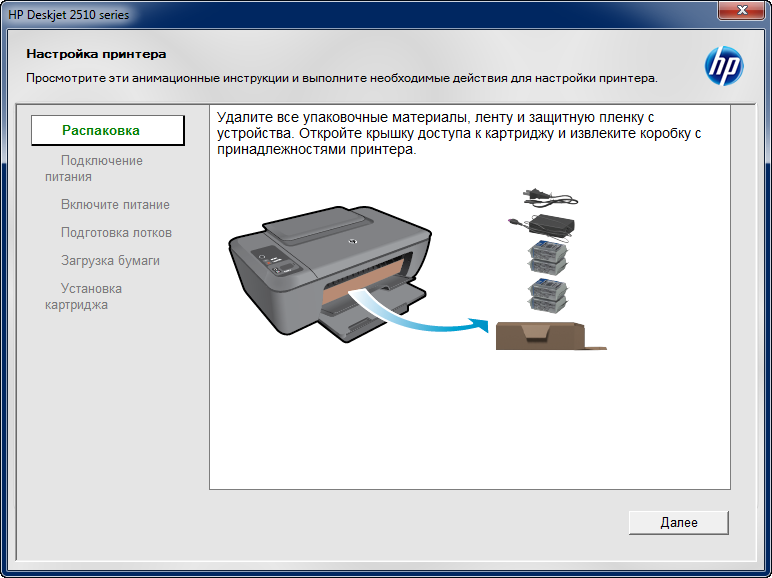 HP Deskjet 2510 series
Настройка принтера
Просмотрите эти анимационные инструкции и выполните необходимые действия для настройки принтера.
hp
Распаковка
Подключение
питания
Включите питание
Подготовка лотков
Загрузка бумаги
Установка
картриджа
Удалите все упаковочные материалы, ленту и защитную пленку с
устройства. Откройте крышку доступа к картриджу и извлеките коробку с
принадлежностями принтера.
Далее